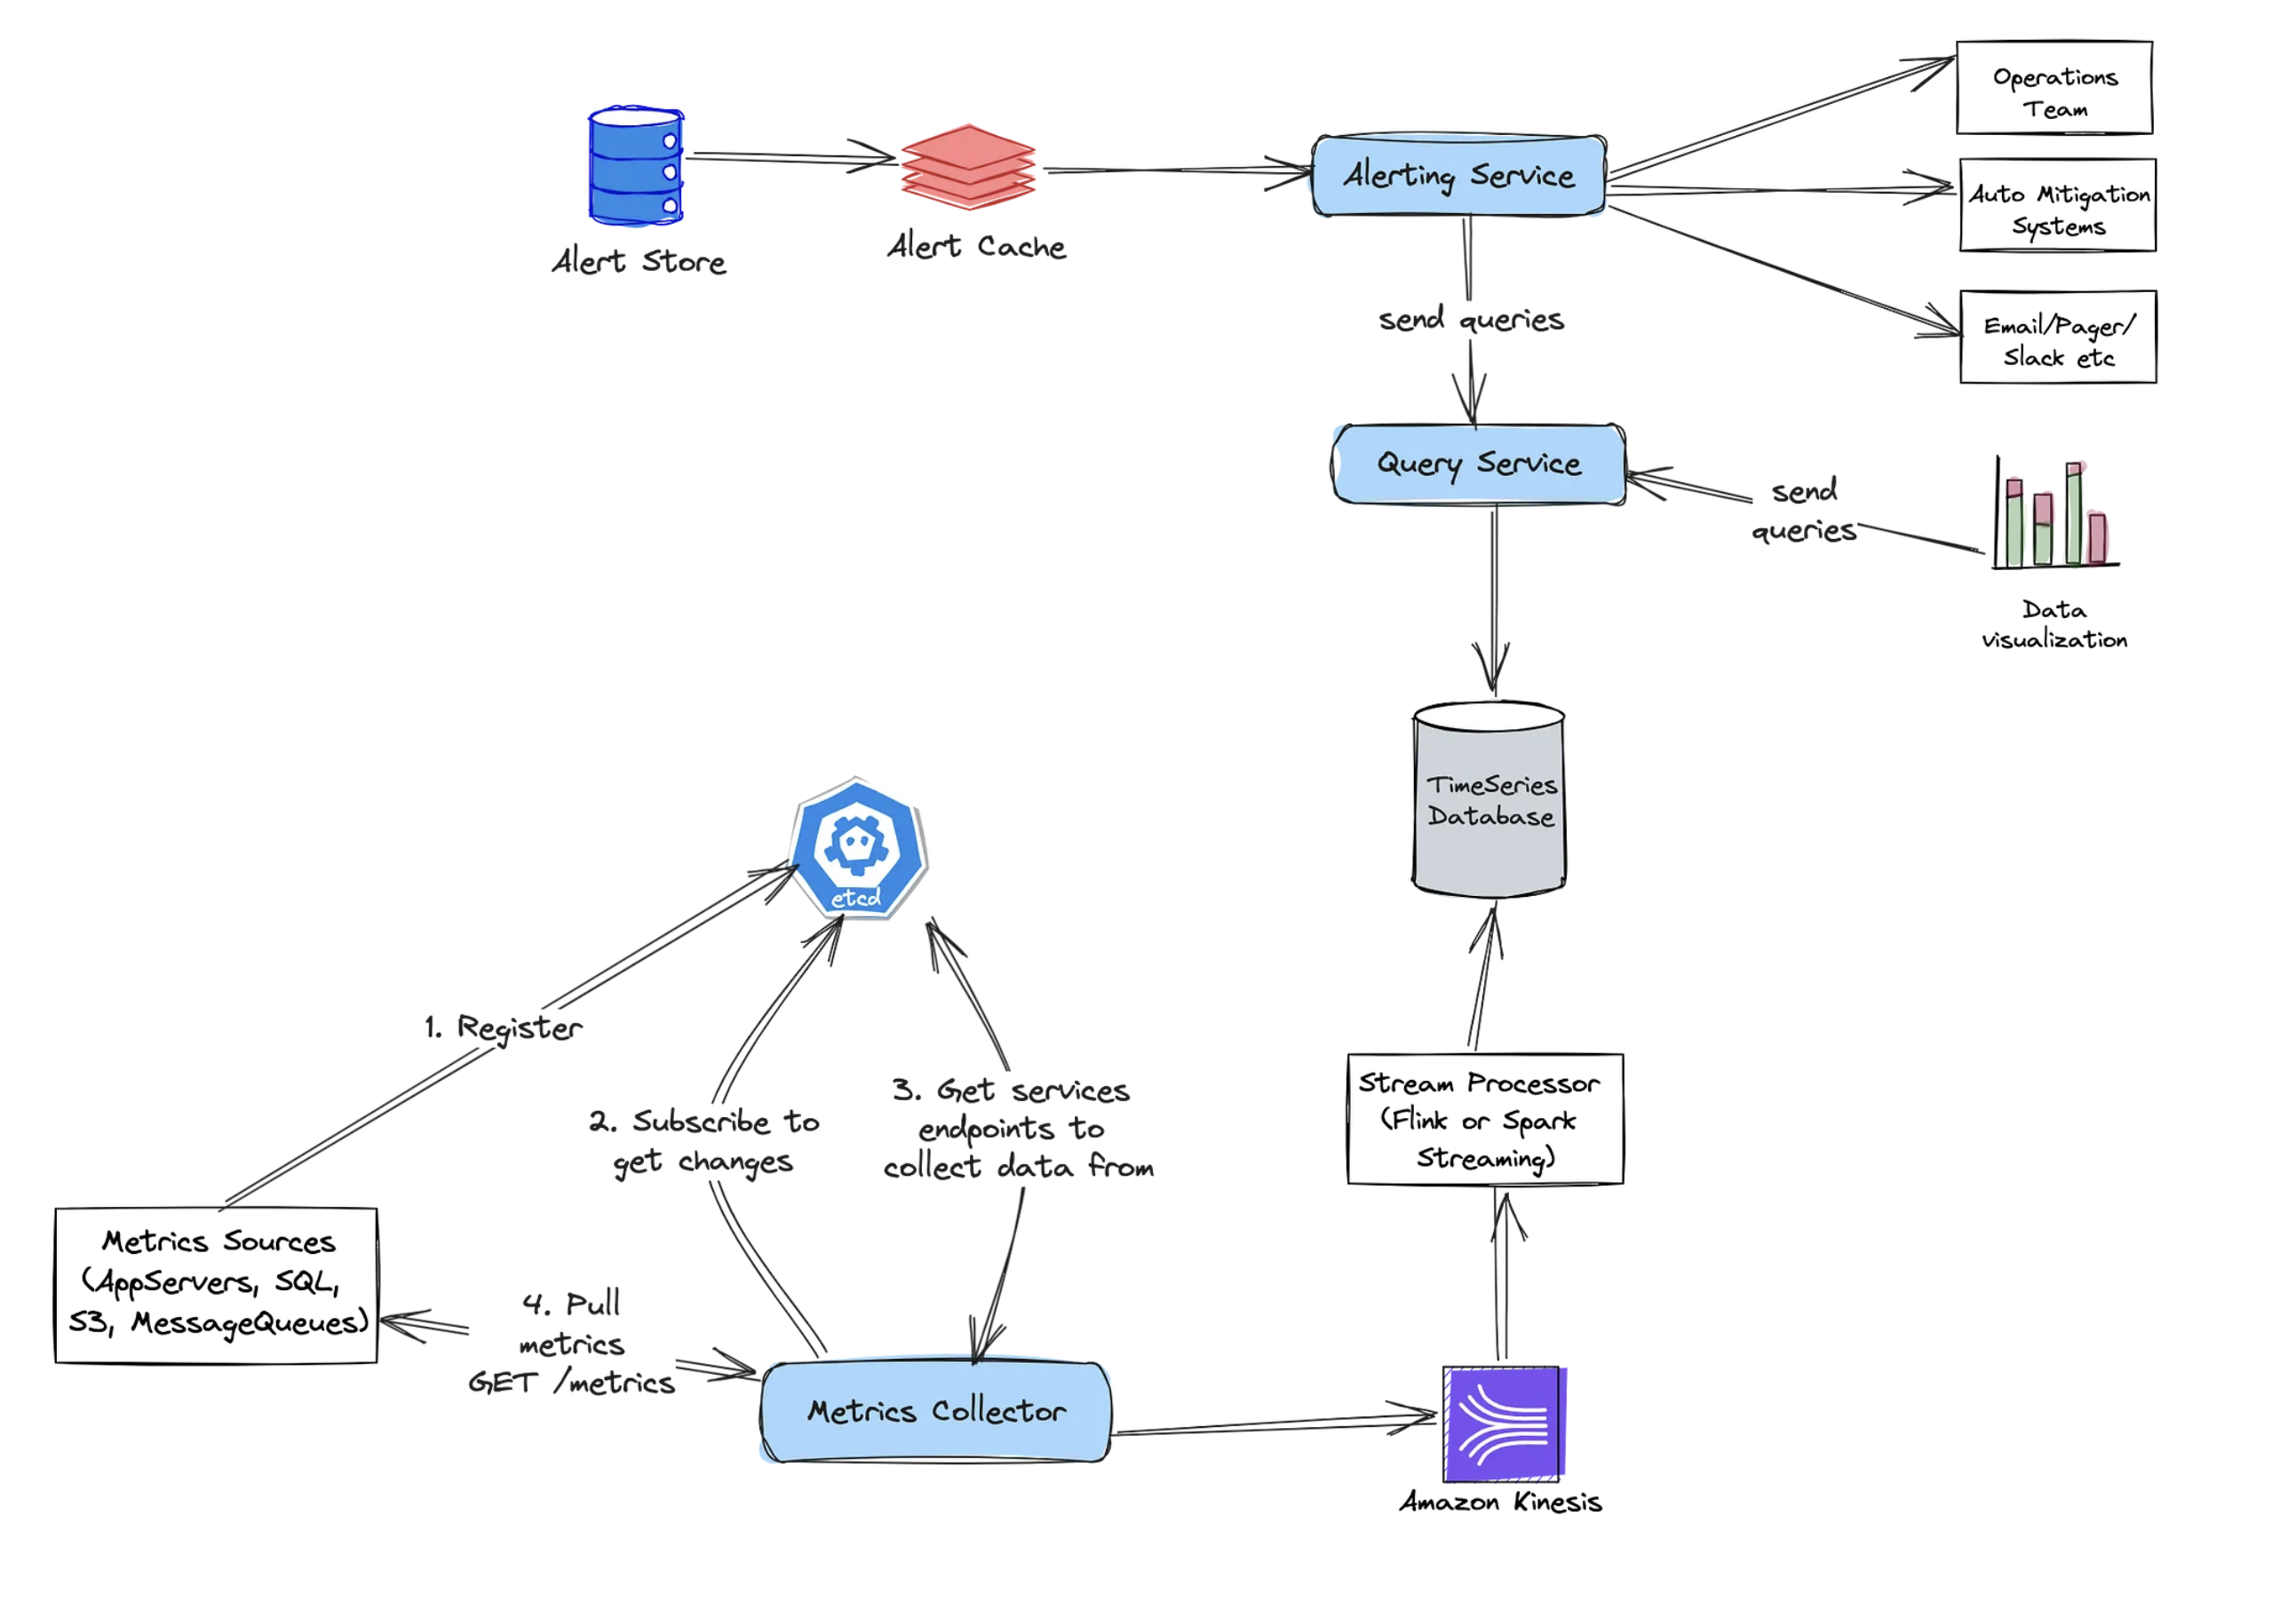 Operations
Team
Alerting Service
Auto Mitigation
Systems
Alert Store
Alert Cache
send queries
Email/Pager/
Slack etc
Query Service
send
queries
Data
visualization
TimeSeries
Database
etcd
1. Register
2. Subscribe to
get changes
3. Get services
endpoints to
collect data from
Stream Processor
(Flink or Spark
Streaming)
Metrics Sources
(AppServers, SQL,
S3, MessageQueues)
4. Pull
metrics
GET /metrics
Metrics Collector
Amazon Kinesis